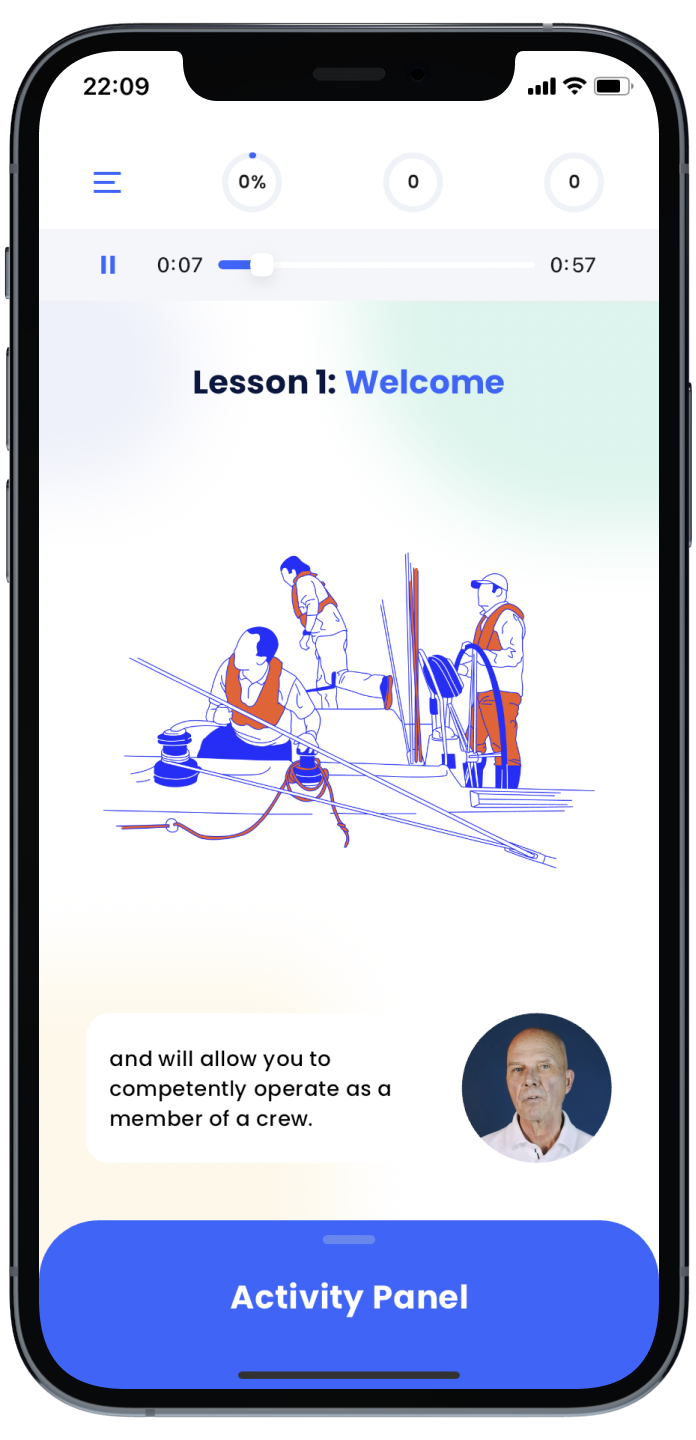 22:09
0%
0
0
0:07
0:57
Lesson 1: Welcome
and will allow you to
competently operate as a
member of a crew.
Activity Panel